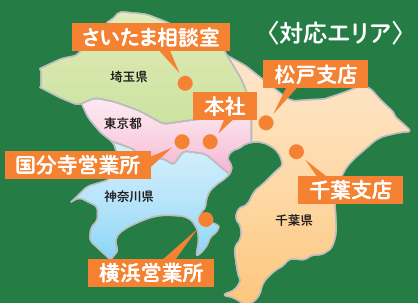 さいたま相談室
〈対応エリア〉
埼玉県
松戸支店
本社
東京都
国分寺営業所
千葉支店
神奈川県
千葉県
横浜営業所